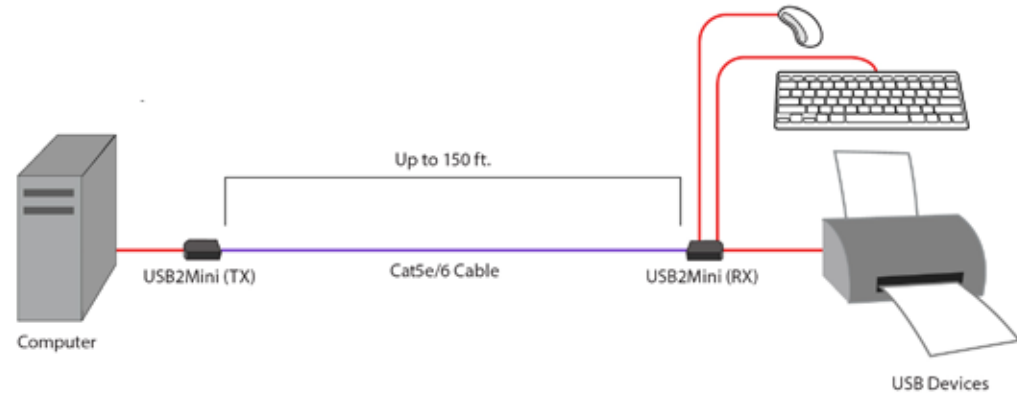 Up to 150 ft.
USB2Mini (TX)
Cat5e/6 Cable
USB2Mini (RX)
Computer
USB Devices